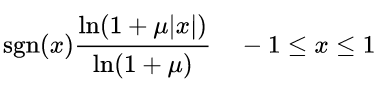 sgn(x) ln(1 + μ|x|) / ln(1 + μ)    − 1 ≤ x ≤ 1